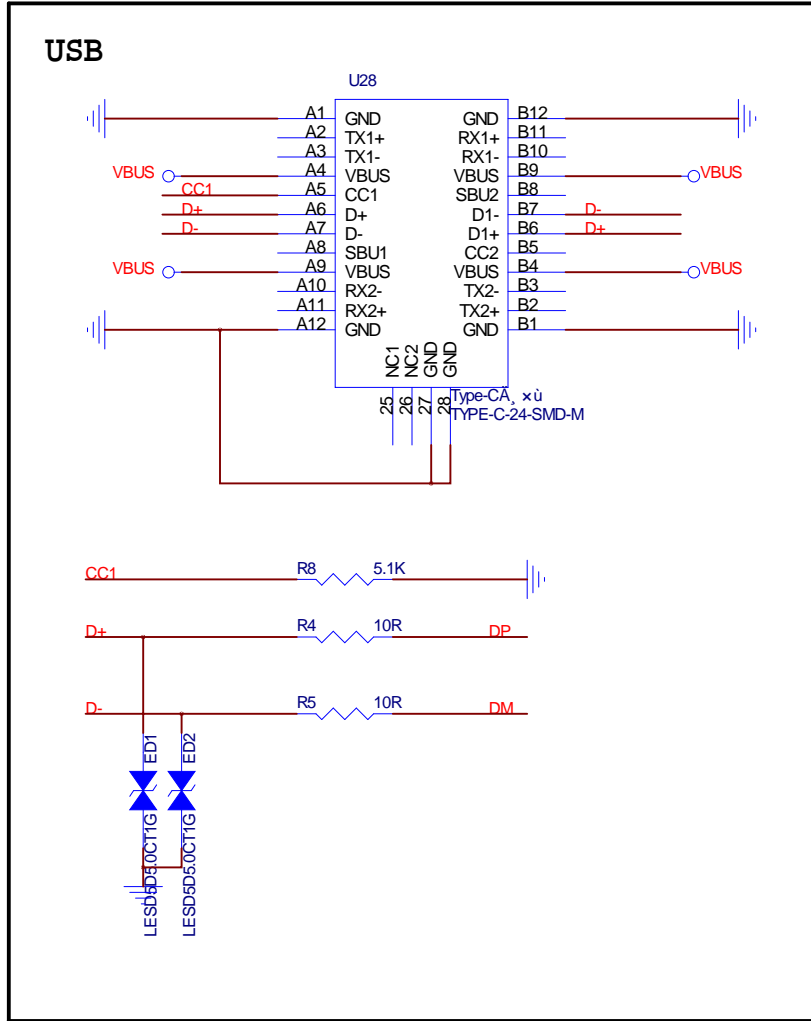 USB
U28
A1 GND GND B12
A2 TX1+ RX1+ B11
A3 TX1- RX1- B10
VBUS A4 VBUS VBUS B9 VBUS
CC1 A5 CC1 SBU2 B8
D+ A6 D+ D1- B7 D-
D- A7 D- D1+ B6 D+
A8 SBU1 CC2 B5
VBUS A9 VBUS VBUS B4 VBUS
A10 RX2- TX2- B3
A11 RX2+ TX2+ B2
A12 GND GND B1
NC1 NC2 GND GND
25 26 27 28
Type-CÄ¸ ×ù
TYPE-C-24-SMD-M
CC1 R8 5.1K
D+ R4 10R DP
D- R5 10R DM
ED1 ED2
LESD5D5.0CT1G LESD5D5.0CT1G